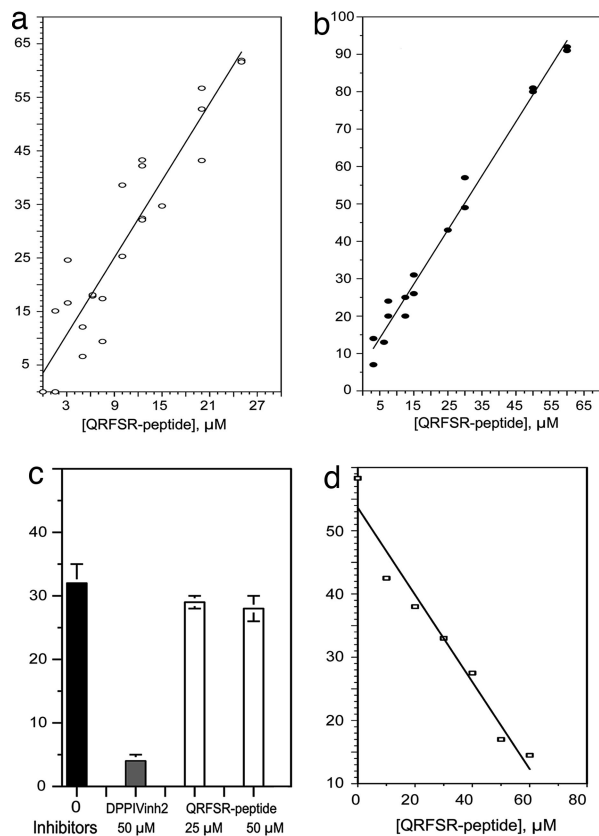 a
65
55
45
35
25
15
5
3 9 15 21 27
[QRFSR-peptide], µM
b
100
90
80
70
60
50
40
30
20
10
0
5 15 25 35 45 55 65
[QRFSR-peptide], µM
c
40
30
20
10
0
0 DPPIVinh2 QRFSR-peptide
Inhibitors 50 µM 25 µM 50 µM
d
50
40
30
20
10
0 20 40 60 80
[QRFSR-peptide], µM